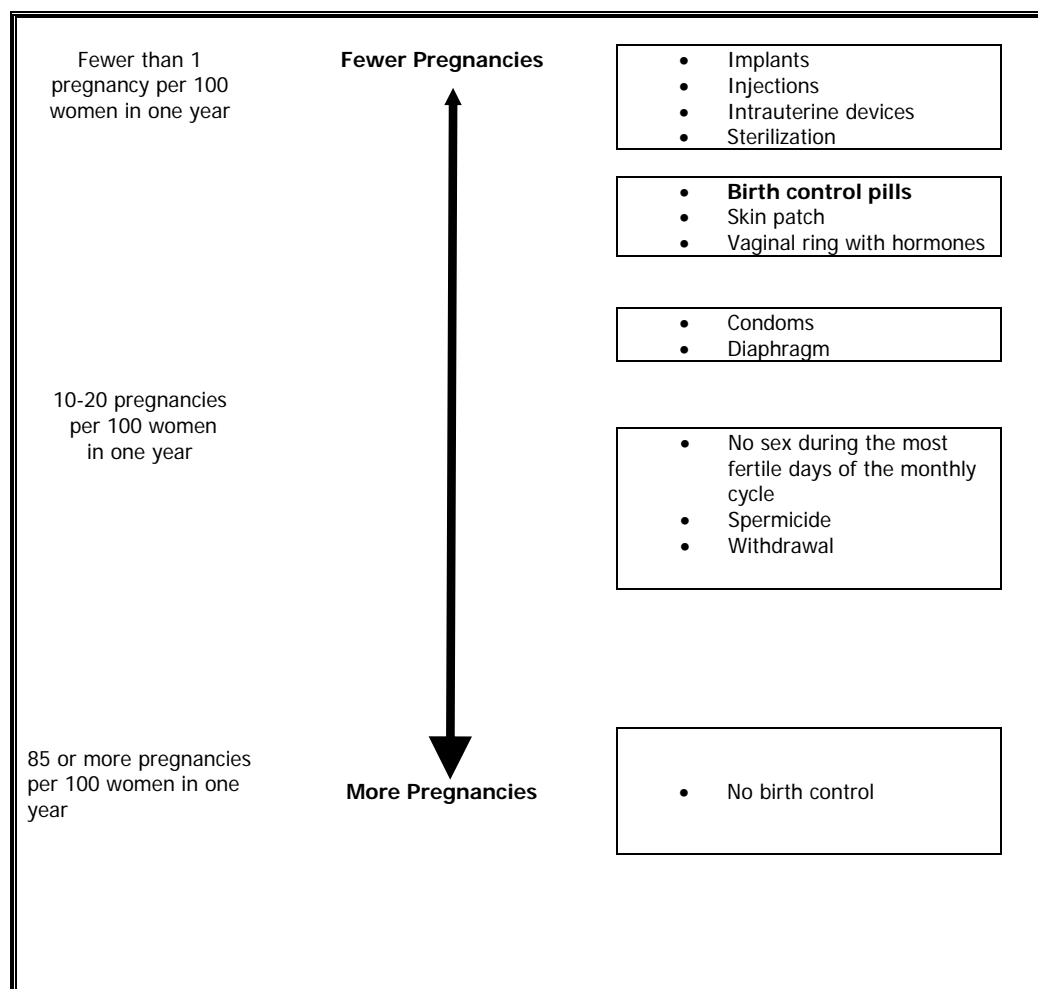 Fewer than 1
pregnancy per 100
women in one year
Fewer Pregnancies
• Implants
• Injections
• Intrauterine devices
• Sterilization
• Birth control pills
• Skin patch
• Vaginal ring with hormones
• Condoms
• Diaphragm
10-20 pregnancies
per 100 women
in one year
• No sex during the most
fertile days of the monthly
cycle
• Spermicide
• Withdrawal
85 or more pregnancies
per 100 women in one
year
More Pregnancies
• No birth control